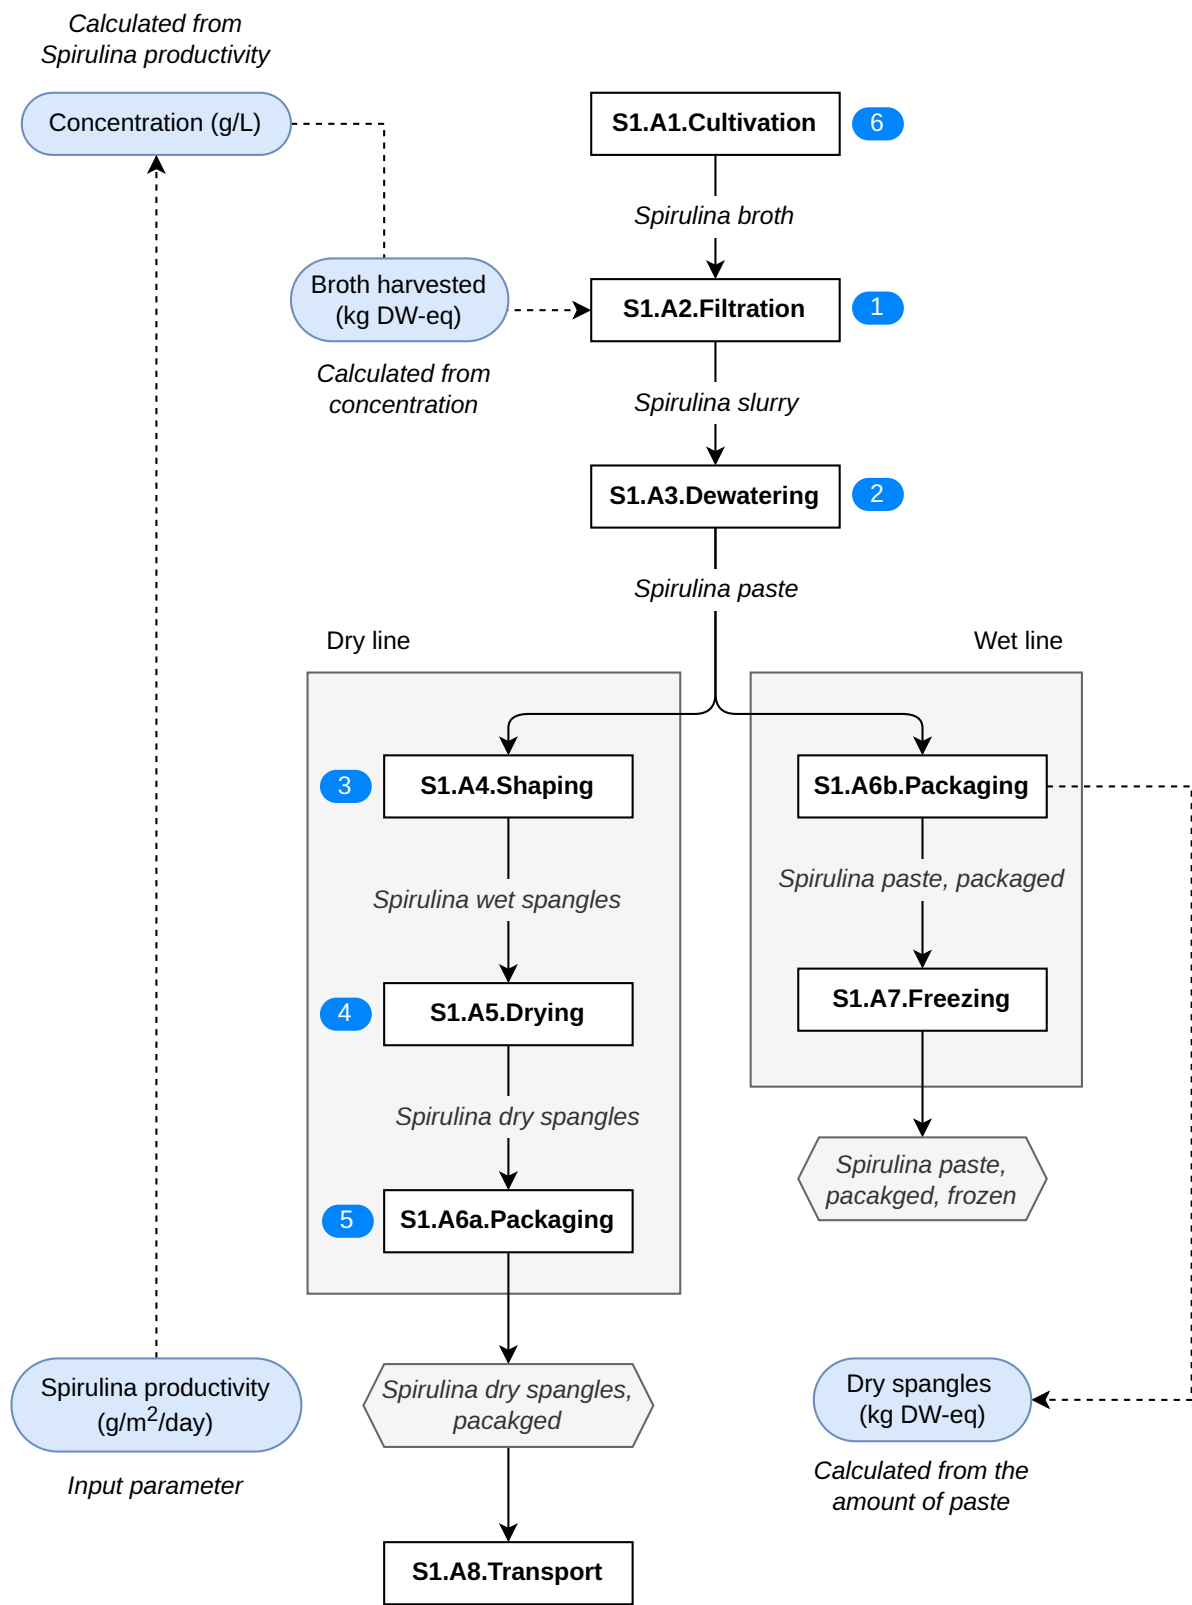 Calculated from
Spirulina productivity
Concentration (g/L)
S1.A1.Cultivation
6
Spirulina broth
Broth harvested
(kg DW-eq)
S1.A2.Filtration
1
Calculated from
concentration
Spirulina slurry
S1.A3.Dewatering
2
Spirulina paste
Dry line
Wet line
3
S1.A4.Shaping
S1.A6b.Packaging
Spirulina wet spangles
Spirulina paste, packaged
4
S1.A5.Drying
S1.A7.Freezing
Spirulina dry spangles
Spirulina paste,
pacakged, frozen
5
S1.A6a.Packaging
Spirulina productivity
(g/m²/day)
Input parameter
Spirulina dry spangles,
pacakged
Dry spangles
(kg DW-eq)
Calculated from the
amount of paste
S1.A8.Transport